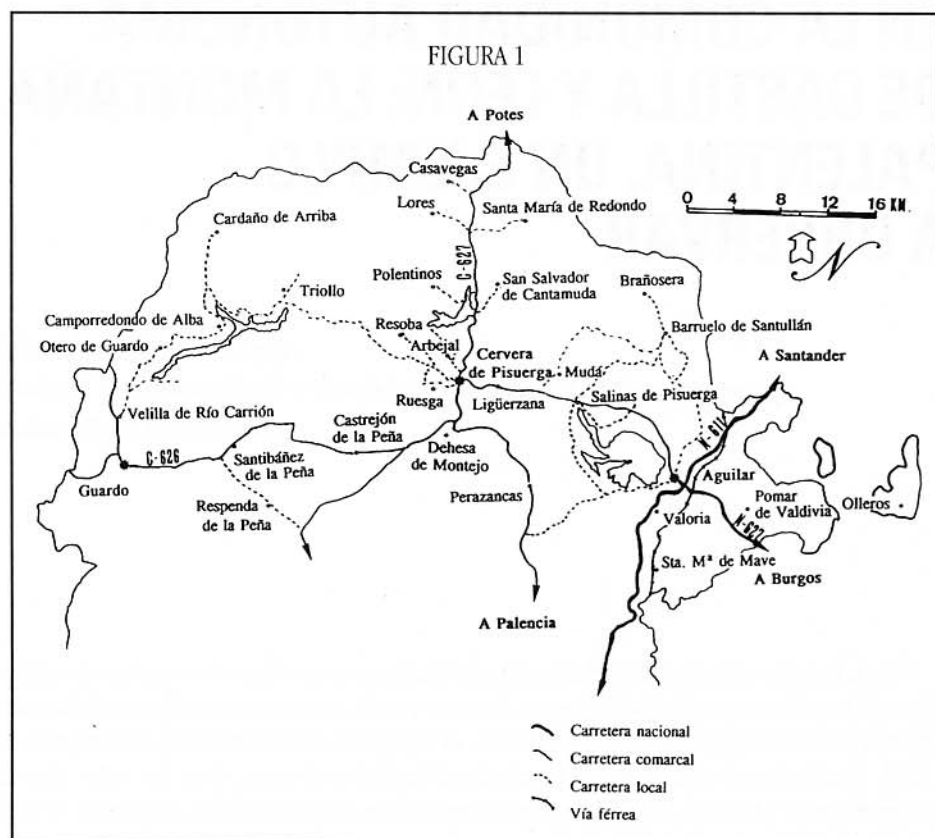 FIGURA 1
A Potes
Casavegas
Lores
Santa María de Redondo
0 4 8 12 16 KM.
N
Cardaño de Arriba
C-627
Polentinos
San Salvador
de Cantamuda
Brañosera
Triollo
Camporredondo de Alba
Otero de Guardo
Resoba
Arbejal
Barruelo de Santullán
A Santander
Cervera
de Pisuerga
Mudá
Ruesga
Ligüerzana
Salinas de Pisuerga
Velilla de Río Carrión
Castrejón
de la Peña
N-611
C-626
Santibáñez
de la Peña
Dehesa
de Montejo
Guardo
Aguilar
Perazancas
Pomar
de Valdivia
Olleros
Respenda
de la Peña
Valoria
N-627
Sta. Mª de Mave
A Burgos
A Palencia
Carretera nacional
Carretera comarcal
Carretera local
Vía férrea